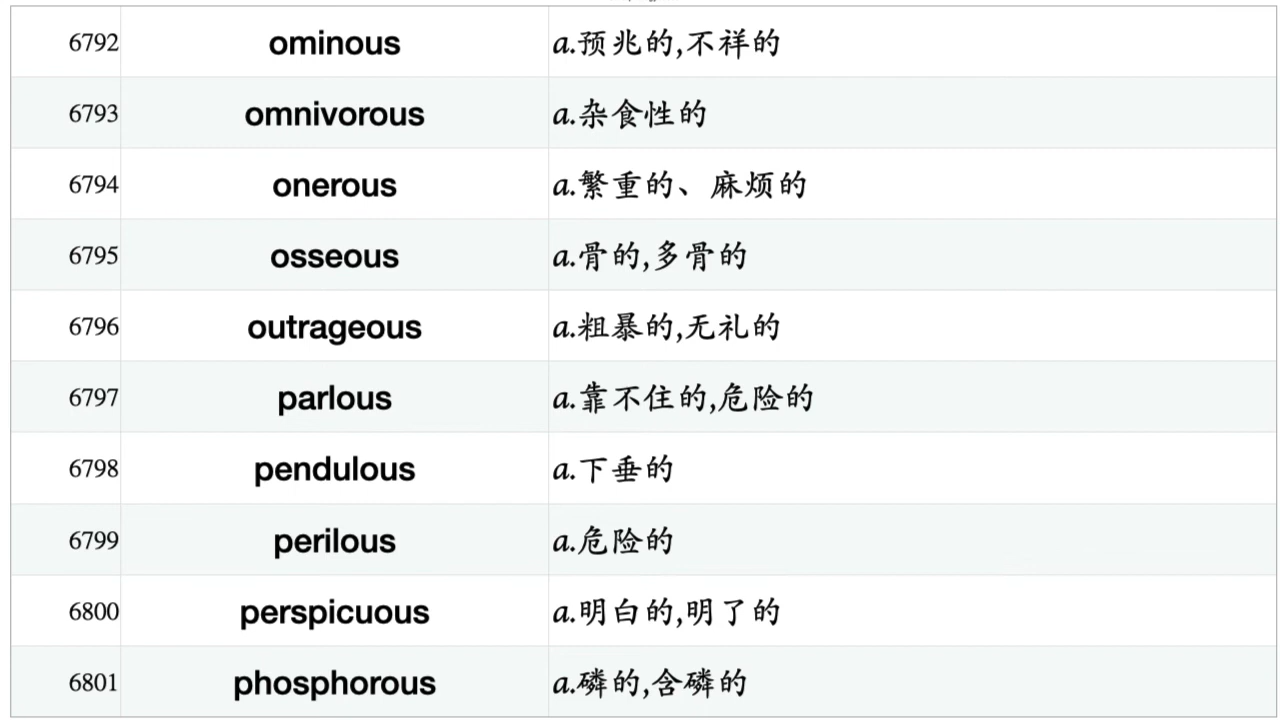 6792 ominous a.预兆的,不祥的
6793 omnivorous a.杂食性的
6794 onerous a.繁重的、麻烦的
6795 osseous a.骨的,多骨的
6796 outrageous a.粗暴的,无礼的
6797 parlous a.靠不住的,危险的
6798 pendulous a.下垂的
6799 perilous a.危险的
6800 perspicuous a.明白的,明了的
6801 phosphorous a.磷的,含磷的